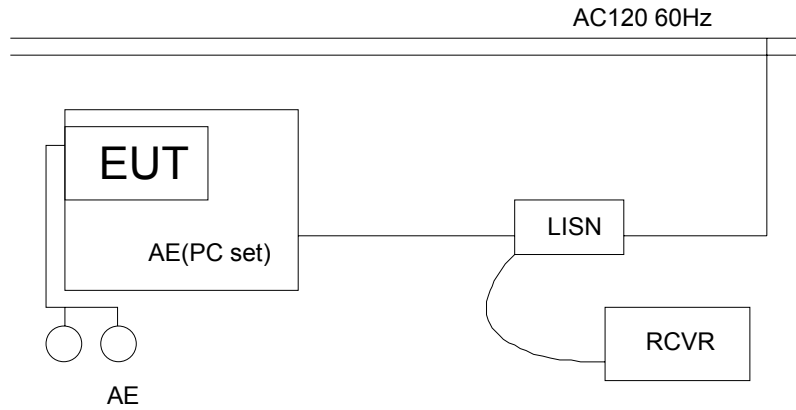 AC120 60Hz
EUT
LISN
AE(PC set)
RCVR
AE